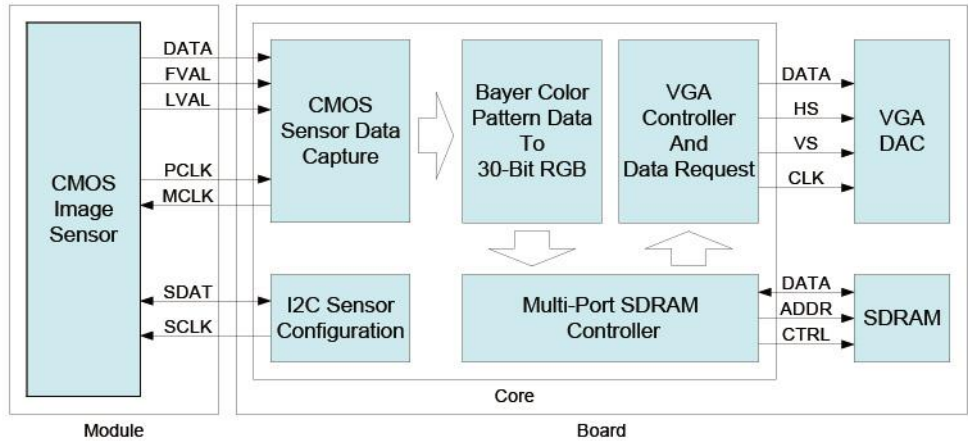 CMOS
Image
Sensor
DATA
FVAL
LVAL
PCLK
MCLK
SDAT
SCLK
CMOS
Sensor Data
Capture
I2C Sensor
Configuration
Bayer Color
Pattern Data
To
30-Bit RGB
VGA
Controller
And
Data Request
Multi-Port SDRAM
Controller
DATA
HS
VS
CLK
VGA
DAC
DATA
ADDR
CTRL
SDRAM
Core
Module
Board